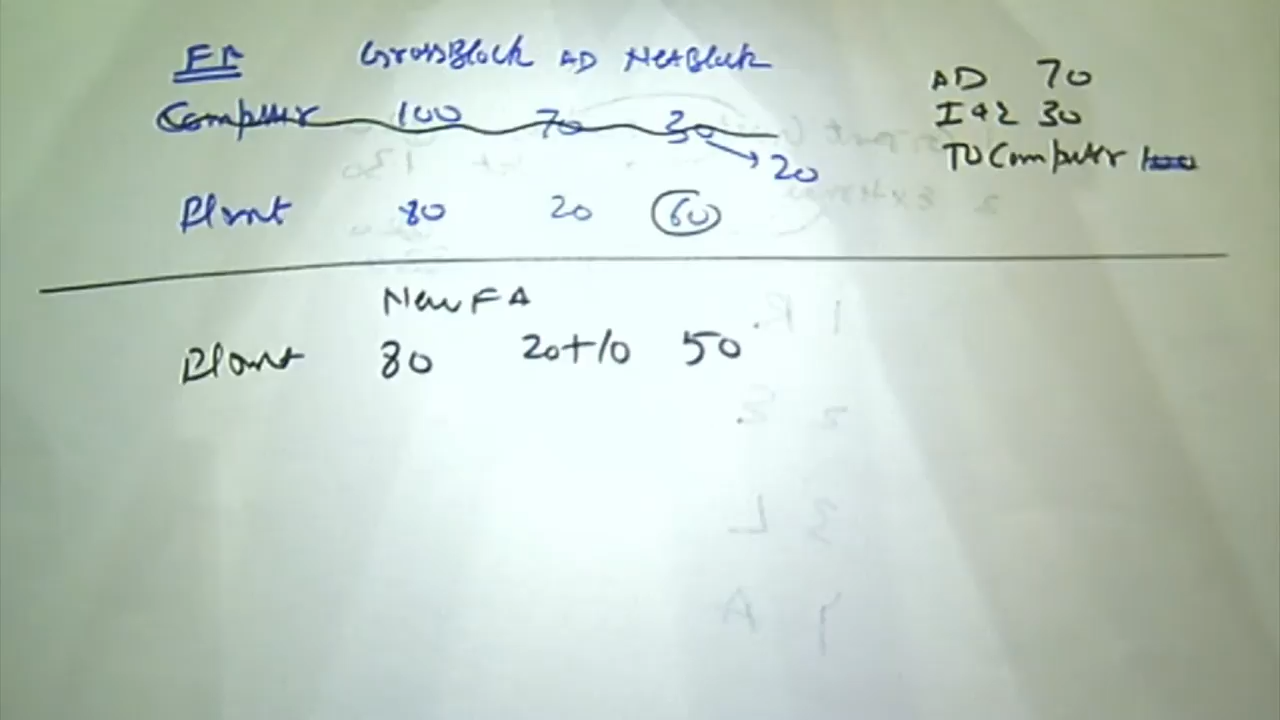 FA GrossBlock AD NetBlock
Computer 100 70 30
20
Plant 80 20 60
AD 70
30
TO Computer 100
New FA
Plant 80 20+10 50